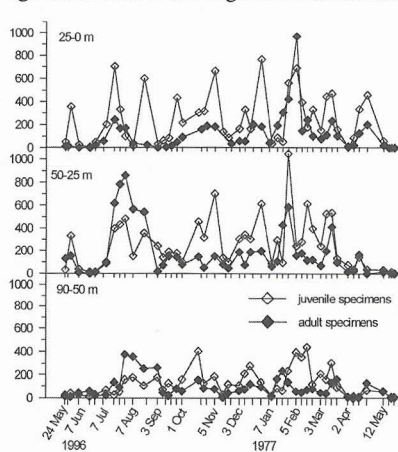 25-0 m
1000
800
600
400
200
0
50-25 m
1000
800
600
400
200
0
90-50 m
1000
800
600
400
200
0
juvenile specimens
adult specimens
24 May
7 Jun
7 Jul
7 Aug
3 Sep
1 Oct
5 Nov
3 Dec
7 Jan
5 Feb
3 Mar
2 Apr
12 May
1996
1977